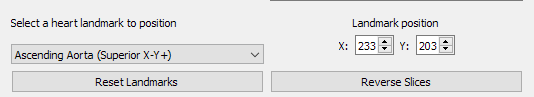 Select a heart landmark to position
Landmark position
X: 233 Y: 203
Ascending Aorta (Superior X-Y+)
Reset Landmarks
Reverse Slices